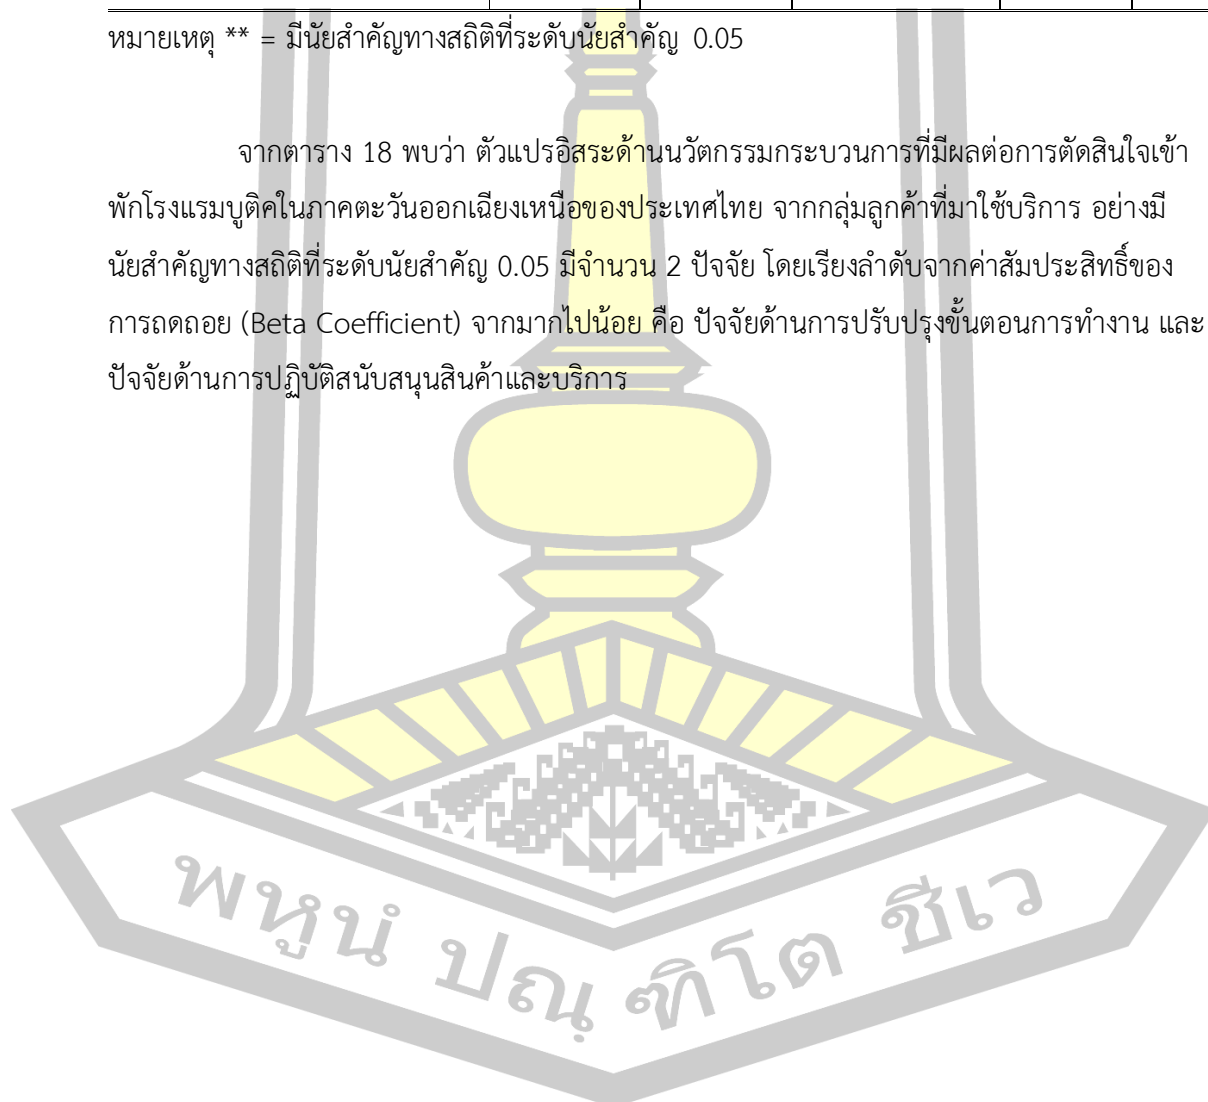 หมายเหตุ ** = มีนัยสำคัญทางสถิติที่ระดับนัยสำคัญ 0.05
จากตาราง 18 พบว่า ตัวแปรอิสระด้านนวัตกรรมกระบวนการที่มีผลต่อการตัดสินใจเข้า
พักโรงแรมบูติคในภาคตะวันออกเฉียงเหนือของประเทศไทย จากกลุ่มลูกค้าที่มาใช้บริการ อย่างมี
นัยสำคัญทางสถิติที่ระดับนัยสำคัญ 0.05 มีจำนวน 2 ปัจจัย โดยเรียงลำดับจากค่าสัมประสิทธิ์ของ
การถดถอย (Beta Coefficient) จากมากไปน้อย คือ ปัจจัยด้านการปรับปรุงขั้นตอนการทำงาน และ
ปัจจัยด้านการปฏิบัติสนับสนุนสินค้าและบริการ
พหูนํ ปณฺฑิโต ชีเว